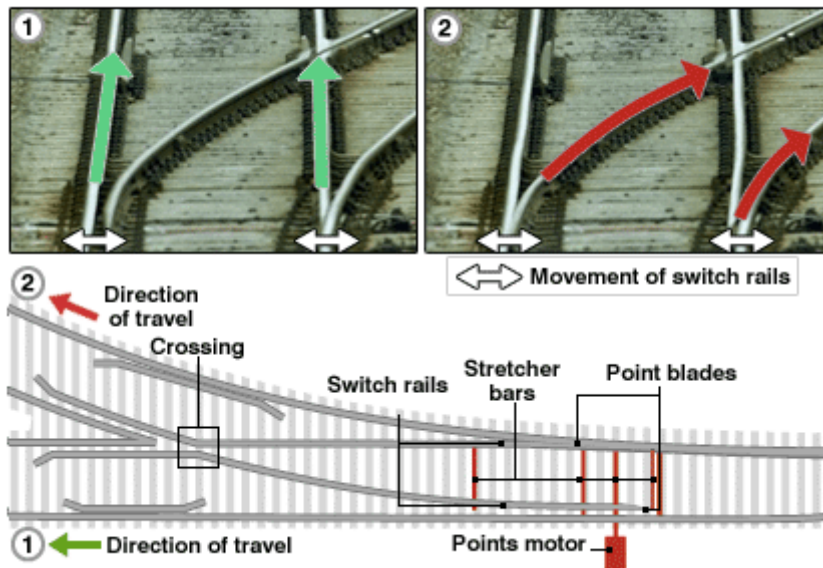 1
2
Movement of switch rails
2
Direction
of travel
Crossing
Switch rails
Stretcher
bars
Point blades
1
Direction of travel
Points motor